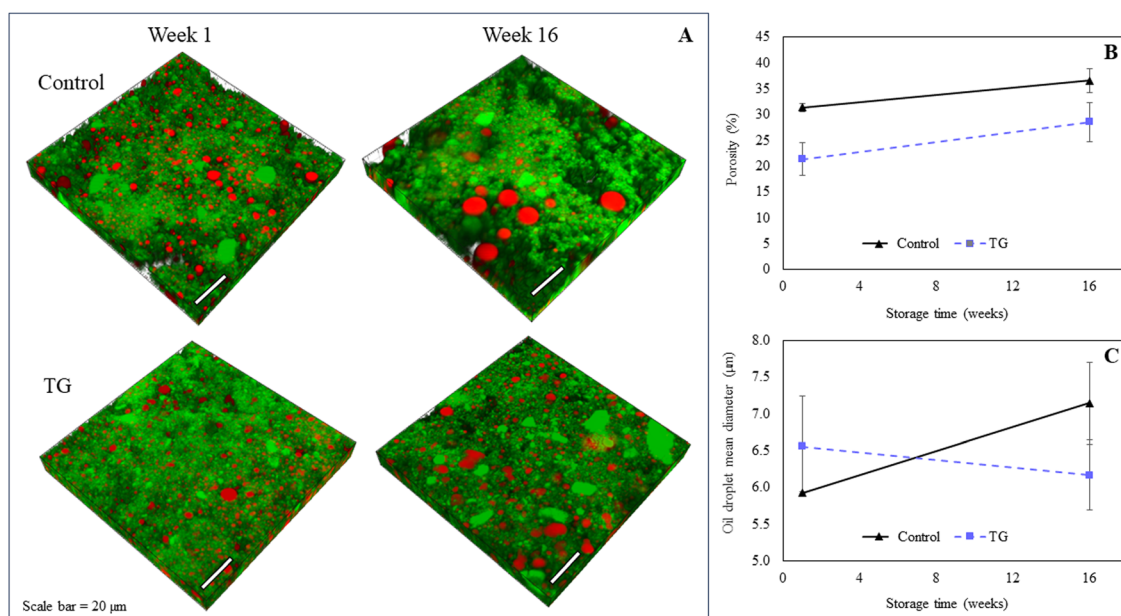 Week 1
Week 16
A
Control
TG
Scale bar = 20 μm
B
45
40
35
30
25
20
15
10
5
0
Porosity (%)
Control
TG
0
4
8
12
16
Storage time (weeks)
C
8.0
7.5
7.0
6.5
6.0
5.5
5.0
Oil droplet mean diameter (μm)
Control
TG
0
4
8
12
16
Storage time (weeks)